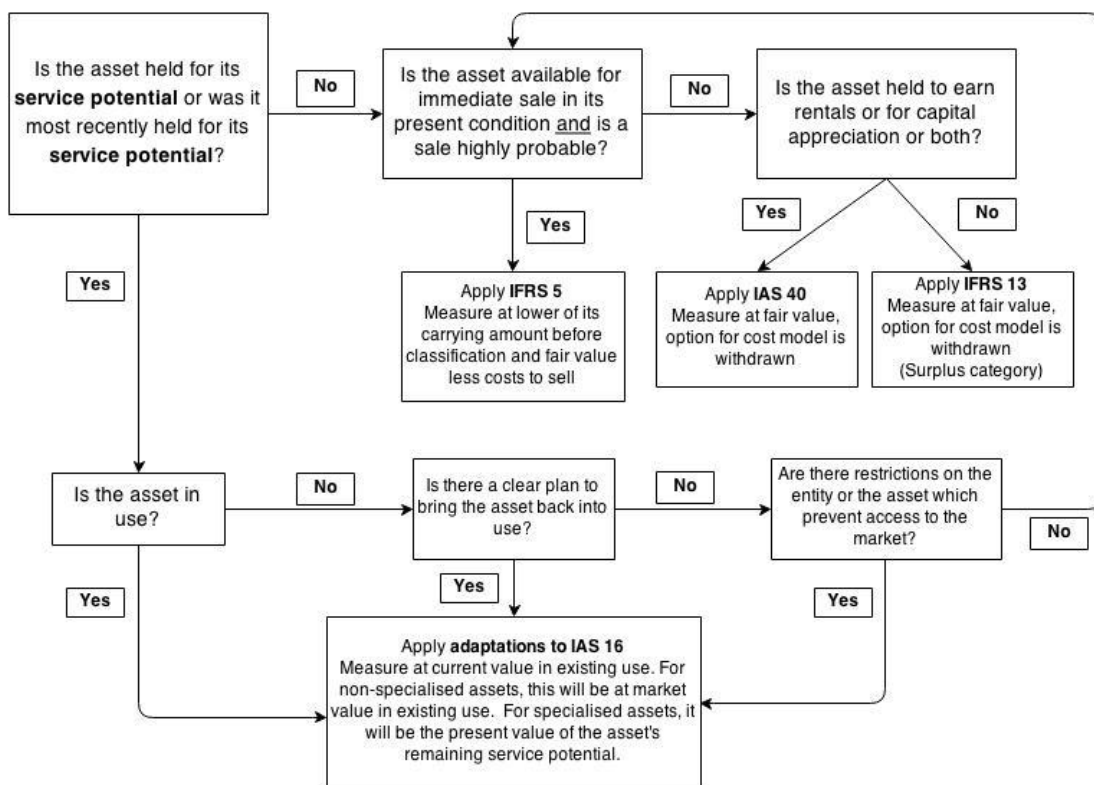 Is the asset held for its
service potential or was it
most recently held for its
service potential?
No
Is the asset available for
immediate sale in its
present condition and is a
sale highly probable?
No
Is the asset held to earn
rentals or for capital
appreciation or both?
Yes
Yes
Yes
No
Apply IFRS 5
Measure at lower of its
carrying amount before
classification and fair value
less costs to sell
Apply IAS 40
Measure at fair value,
option for cost model is
withdrawn
Apply IFRS 13
Measure at fair value,
option for cost model is
withdrawn
(Surplus category)
Is the asset in
use?
No
Is there a clear plan to
bring the asset back into
use?
No
Are there restrictions on the
entity or the asset which
prevent access to the
market?
No
Yes
Yes
Yes
Apply adaptations to IAS 16
Measure at current value in existing use. For
non-specialised assets, this will be at market
value in existing use.  For specialised assets, it
will be the present value of the asset's
remaining service potential.